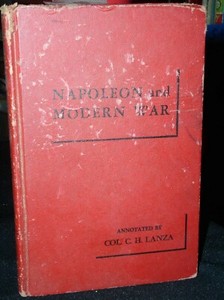 NAPOLEON and
MODERN WAR
ANNOTATED BY
COL. C. H. LANZA